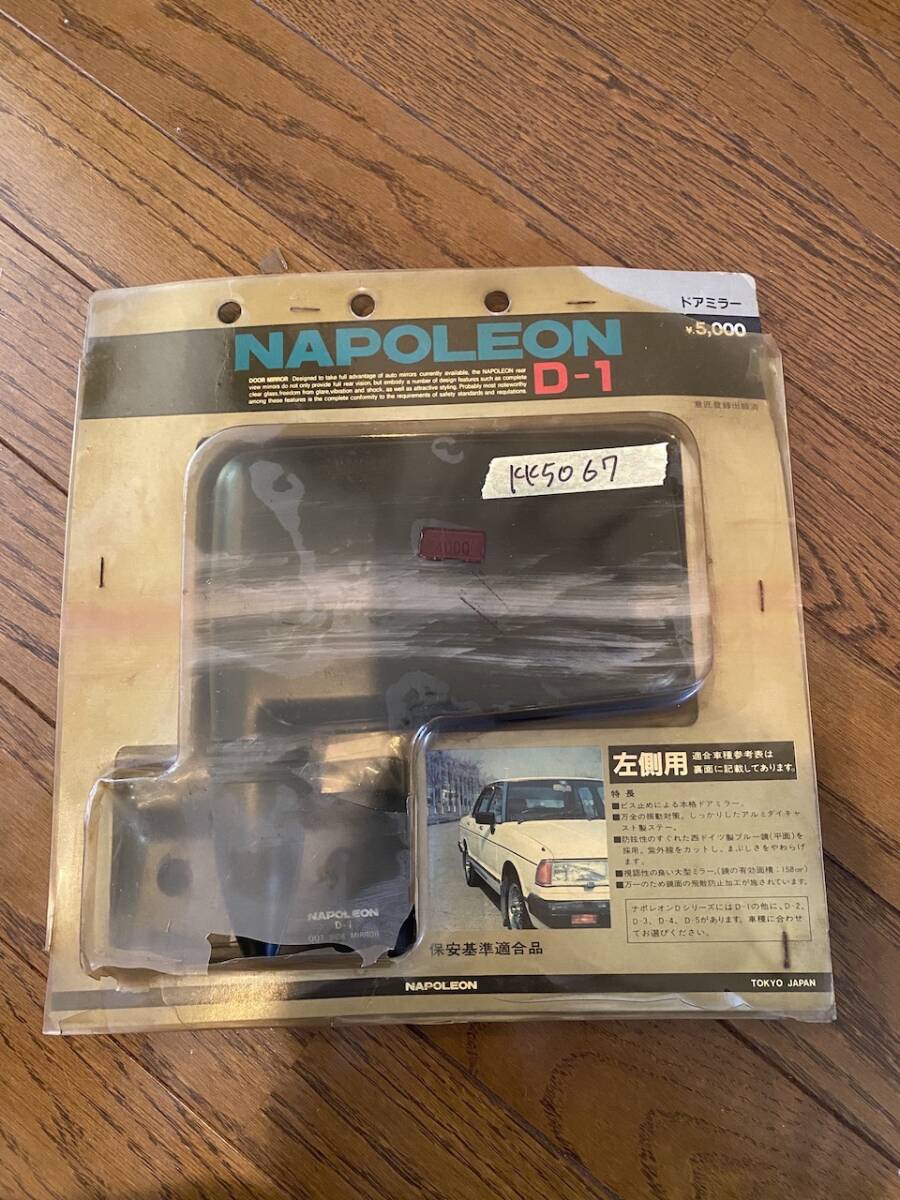 ドアミラー
¥.5,000
NAPOLEON
D-1
DOOR MIRROR Designed to take full advantage of auto mirrors currently available, the NAPOLEON rear
view mirrors do not only provide full rear vision, but embody a number of design features such as complete
clear glass, freedom from glare, vibration and shock, as well as attractive styling. Probably most noteworthy
among these features is the complete conformity to the requirements of safety standards and regulations.
意匠登録出願済
KK5067
4000
左側用
適合車種参考表は
裏面に記載してあります。
特長
■ビス止めによる本格ドアミラー。
■万全の振動対策。しっかりしたアルミダイキャ
スト製ステー。
■防眩性のすぐれた西ドイツ製ブルー鏡(平面)を
採用。紫外線をカットし、まぶしさをやわらげ
ます。
■視認性の良い大型ミラー。(鏡の有効面積:158㎠)
■万一のため鏡面の飛散防止加工が施されています。
ナポレオンDシリーズにはD-1の他に、D-2、
D-3、D-4、D-5があります。車種に合わせ
てお選びください。
NAPOLEON
D-1
OUT SIDE MIRROR
保安基準適合品
NAPOLEON
TOKYO JAPAN